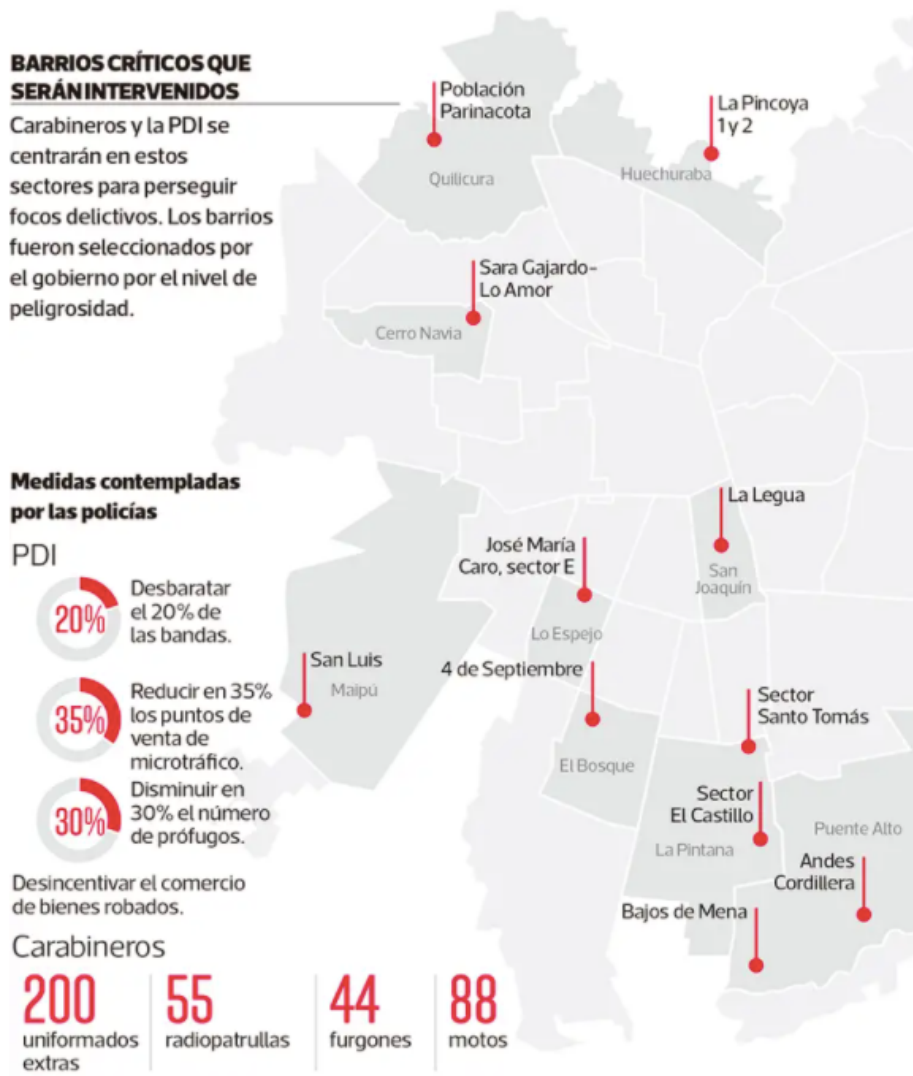 BARRIOS CRÍTICOS QUE
SERÁN INTERVENIDOS
Carabineros y la PDI se
centrarán en estos
sectores para perseguir
focos delictivos. Los barrios
fueron seleccionados por
el gobierno por el nivel de
peligrosidad.
Población
Parinacota
Quilicura
La Pincoya
1 y 2
Huechuraba
Sara Gajardo-
Lo Amor
Cerro Navia
La Legua
San
Joaquín
José María
Caro, sector E
Lo Espejo
San Luis
Maipú
4 de Septiembre
El Bosque
Sector
Santo Tomás
Sector
El Castillo
La Pintana
Puente Alto
Andes
Cordillera
Bajos de Mena
Medidas contempladas
por las policías
PDI
20%
Desbaratar
el 20% de
las bandas.
35%
Reducir en 35%
los puntos de
venta de
microtráfico.
30%
Disminuir en
30% el número
de prófugos.
Desincentivar el comercio
de bienes robados.
Carabineros
200
uniformados
extras
55
radiopatrullas
44
furgones
88
motos